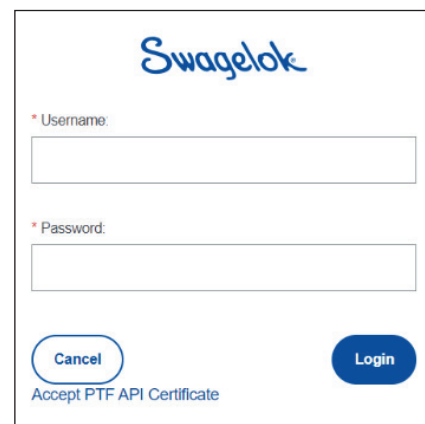 Swagelok
* Username:
* Password:
Cancel
Login
Accept PTF API Certificate